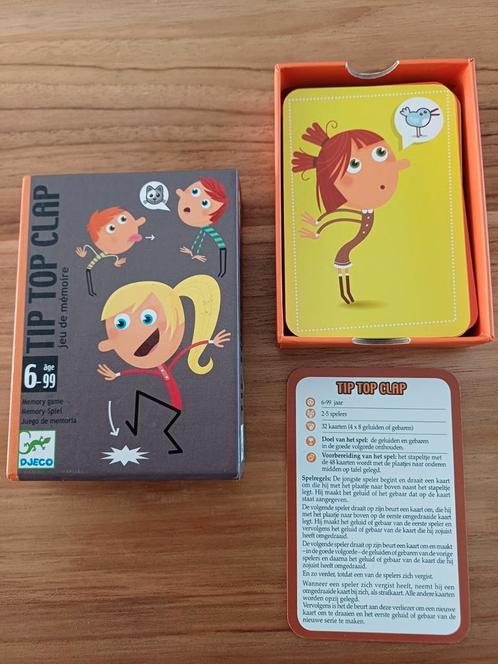 TIP TOP CLAP
jeu de mémoire
6-99
âge
Memory game
Memory-Spiel
Juego de memoria
DJECO
TIP TOP CLAP
6-99 jaar
2-5 spelers
32 kaarten (4 x 8 geluiden of gebaren)
Doel van het spel: de geluiden en gebaren
in de goede volgorde onthouden.
Voorbereiding van het spel: het stapeltje met
de 48 kaarten wordt met de plaatjes naar onderen
midden op tafel gelegd.
Spelregels: De jongste speler begint en draait een kaart
om die hij met het plaatje naar boven naast het stapeltje
legt. Hij maakt het geluid of het gebaar dat op de kaart
staat aangegeven.
De volgende speler draait op zijn beurt een kaart om, die hij
met het plaatje naar boven op de eerste omgedraaide kaart
legt. Hij maakt het geluid of gebaar van de eerste speler en
vervolgens het geluid of het gebaar van de kaart die hij zojuist
heeft omgedraaid.
De volgende speler draait op zijn beurt een kaart om en maakt
–in de goede volgorde–de geluiden of gebaren van de vorige
spelers en daarna het geluid of gebaar van de kaart die hij
zojuist heeft omgedraaid.
En zo verder, totdat een van de spelers zich vergist.
Wanneer een speler zich vergist heeft, neemt hij een
omgedraaide kaart bij zich, als strafkaart. Alle andere kaarten
worden opzij gelegd.
Vervolgens is het de beurt aan deze verliezer om een nieuwe
kaart om te draaien en het eerste geluid of gebaar van de
nieuwe serie te maken.